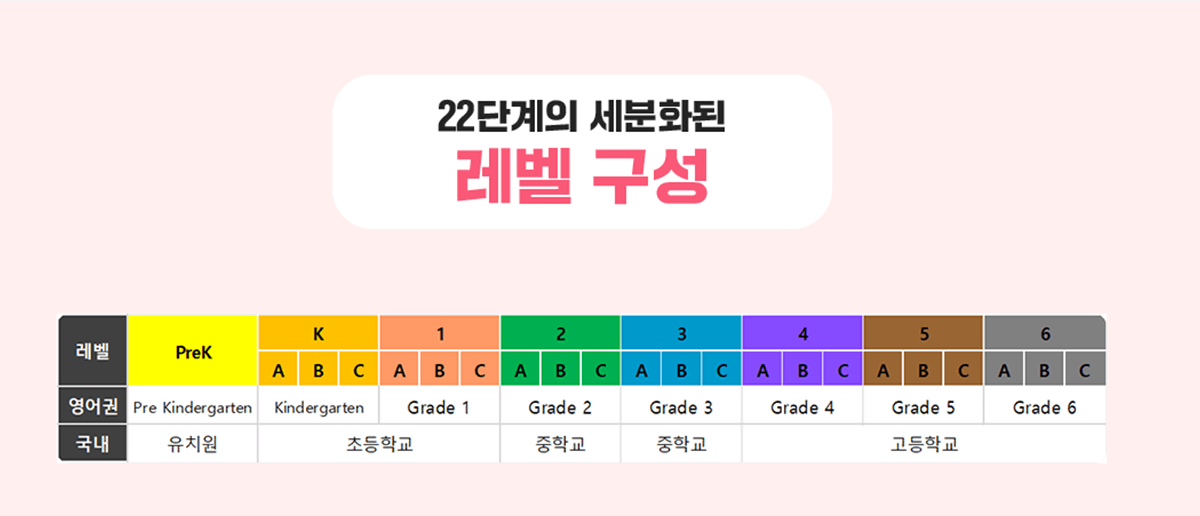 22단계의 세분화된
레벨 구성
레벨 PreK K 1 2 3 4 5 6
A B C A B C A B C A B C A B C A B C A B C
영어권 Pre Kindergarten Kindergarten Grade 1 Grade 2 Grade 3 Grade 4 Grade 5 Grade 6
국내 유치원 초등학교 중학교 중학교 고등학교